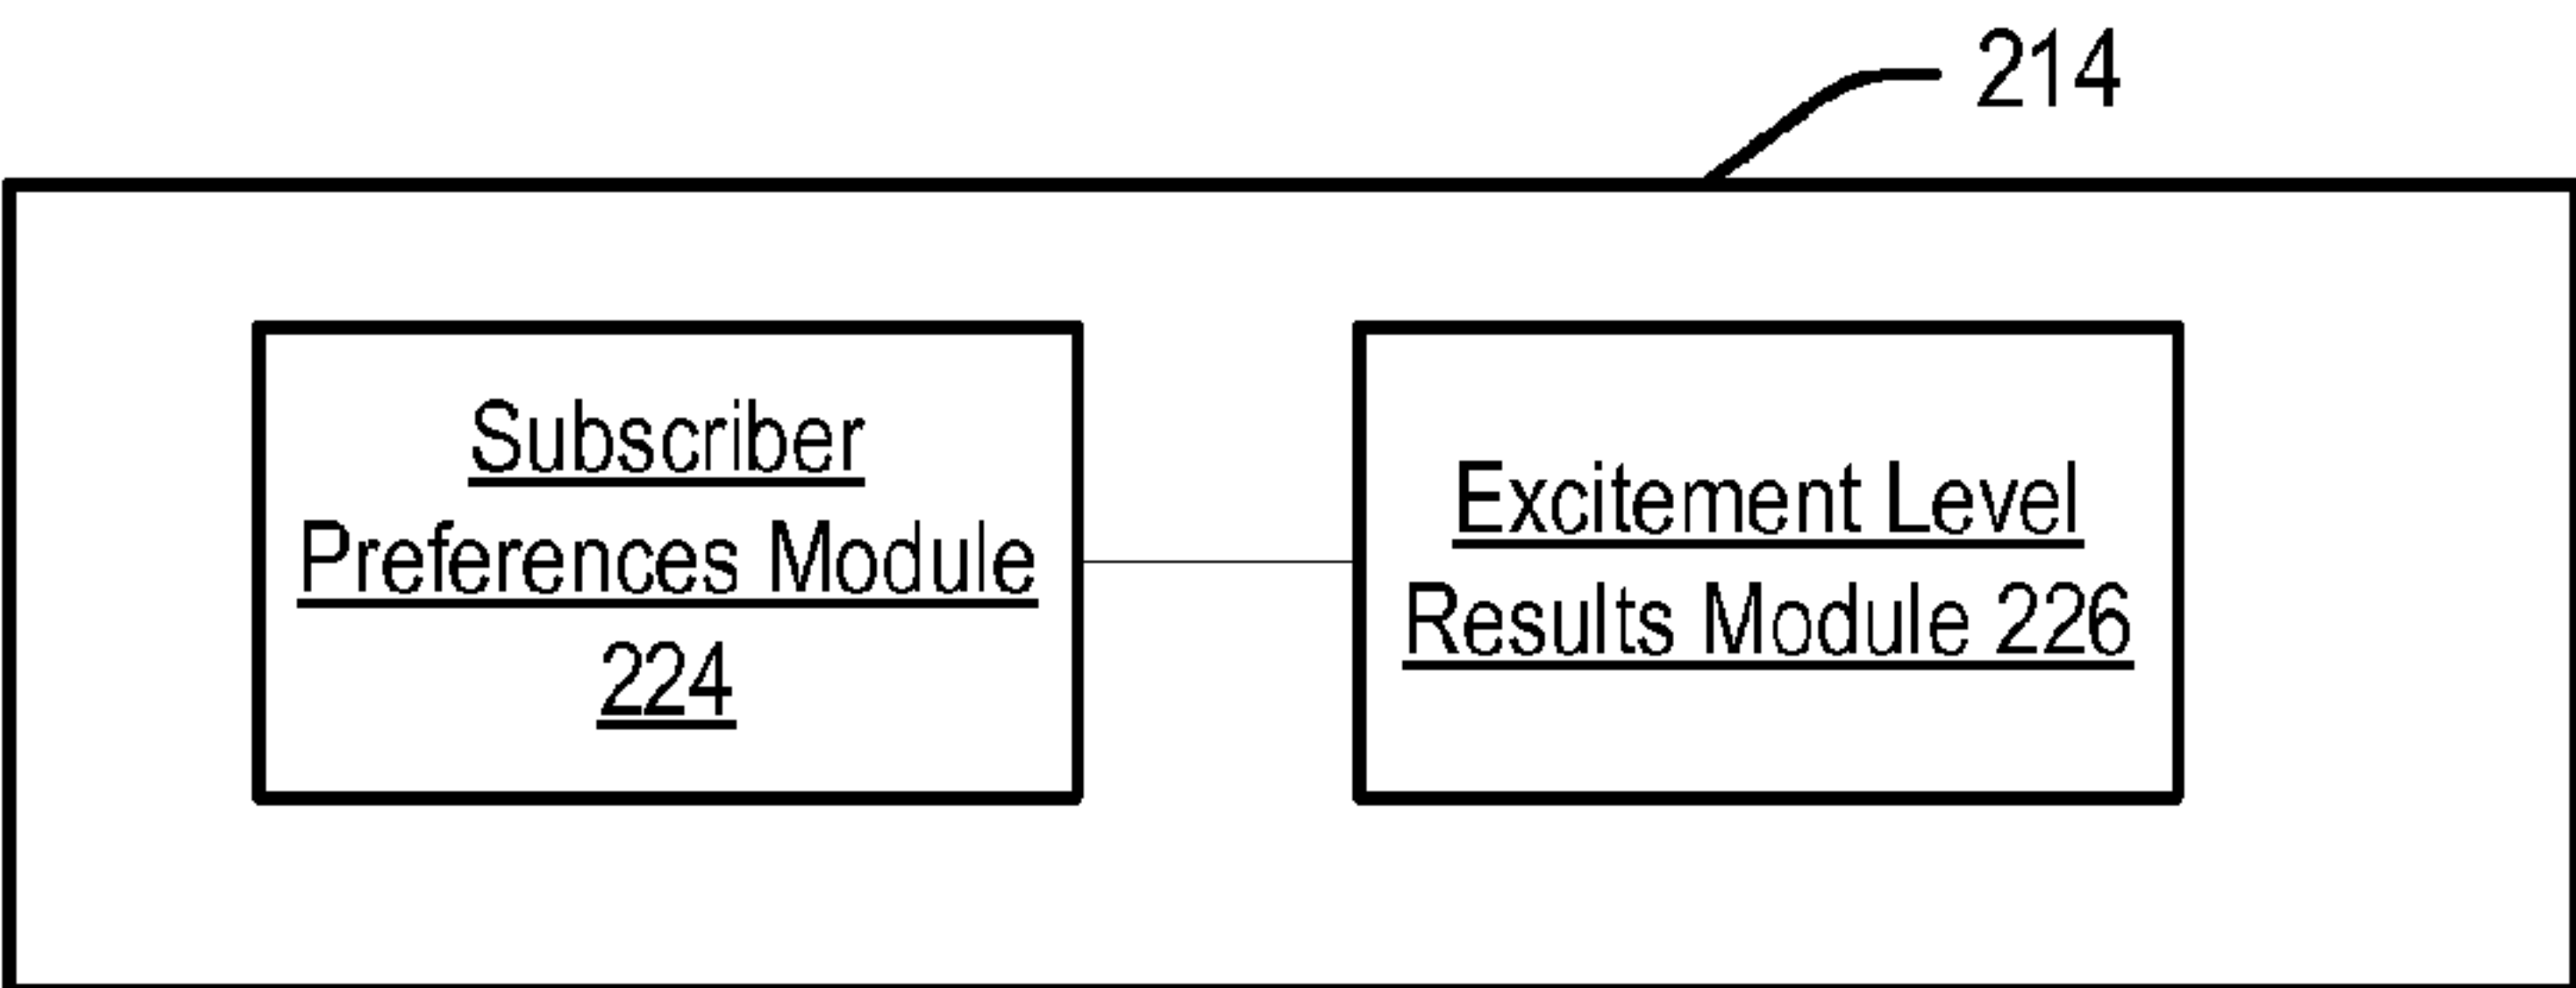 214
Subscriber
Preferences Module
224
Excitement Level
Results Module 226